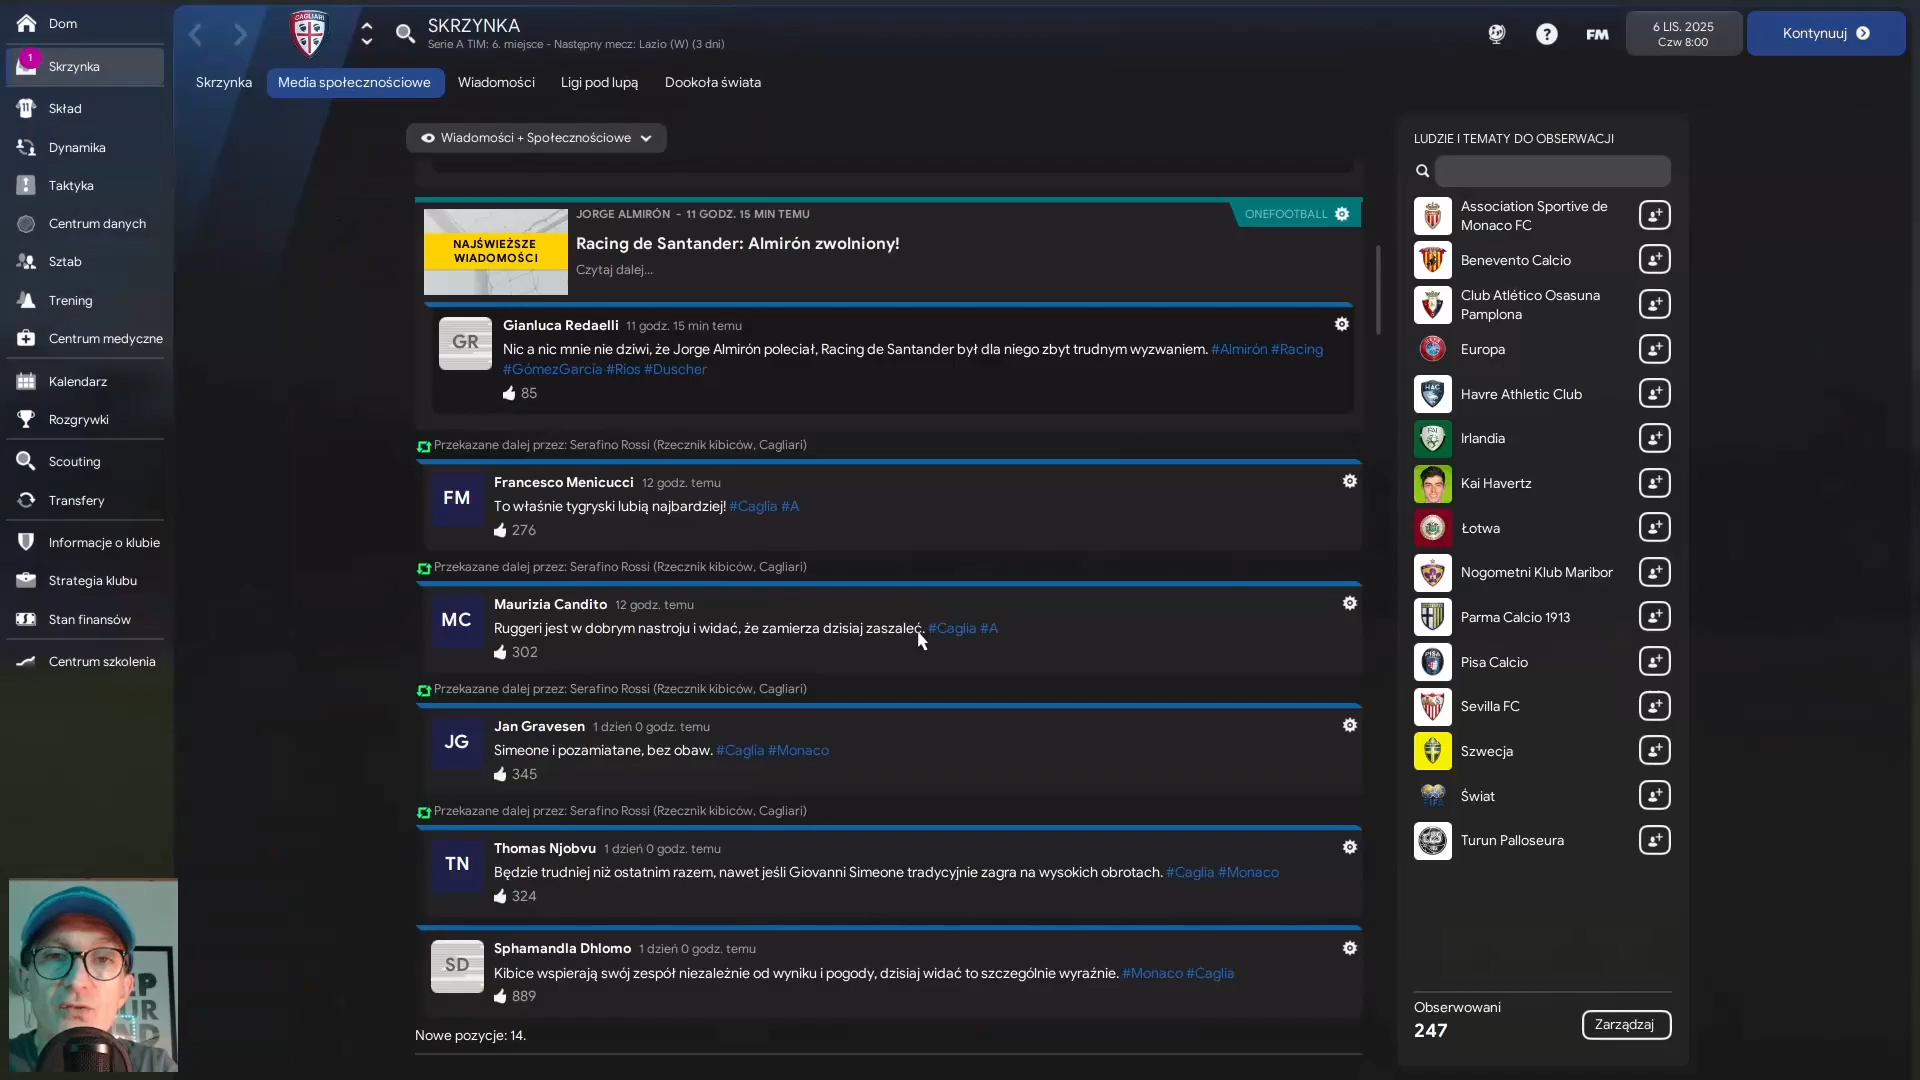 Dom
1
Skrzynka
Skład
Dynamika
Taktyka
Centrum danych
Sztab
Trening
Centrum medyczne
Kalendarz
Rozgrywki
Scouting
Transfery
Informacje o klubie
Strategia klubu
Stan finansów
Centrum szkolenia
CAGLIARI
SKRZYNKA
Serie A TIM: 6. miejsce - Następny mecz: Lazio (W) (3 dni)
?
FM
6 LIS. 2025
Czw 8:00
Kontynuuj
Skrzynka
Media społecznościowe
Wiadomości
Ligi pod lupą
Dookoła świata
Wiadomości + Społecznościowe
NAJŚWIEŻSZE
WIADOMOŚCI
JORGE ALMIRÓN - 11 GODZ. 15 MIN TEMU
ONEFOOTBALL
Racing de Santander: Almirón zwolniony!
Czytaj dalej...
GR
Gianluca Redaelli 11 godz. 15 min temu
Nic a nic mnie nie dziwi, że Jorge Almirón poleciał, Racing de Santander był dla niego zbyt trudnym wyzwaniem. #Almirón #Racing
#GómezGarcía #Ríos #Duscher
85
Przekazane dalej przez: Serafino Rossi (Rzecznik kibiców, Cagliari)
FM
Francesco Menicucci 12 godz. temu
To właśnie tygryski lubią najbardziej! #Caglia #A
276
Przekazane dalej przez: Serafino Rossi (Rzecznik kibiców, Cagliari)
MC
Maurizia Candito 12 godz. temu
Ruggeri jest w dobrym nastroju i widać, że zamierza dzisiaj zaszaleć. #Caglia #A
302
Przekazane dalej przez: Serafino Rossi (Rzecznik kibiców, Cagliari)
JG
Jan Gravesen 1 dzień 0 godz. temu
Simeone i pozamiatane, bez obaw. #Caglia #Monaco
345
Przekazane dalej przez: Serafino Rossi (Rzecznik kibiców, Cagliari)
TN
Thomas Njobvu 1 dzień 0 godz. temu
Będzie trudniej niż ostatnim razem, nawet jeśli Giovanni Simeone tradycyjnie zagra na wysokich obrotach. #Caglia #Monaco
324
SD
Sphamandla Dhlomo 1 dzień 0 godz. temu
Kibice wspierają swój zespół niezależnie od wyniku i pogody, dzisiaj widać to szczególnie wyraźnie. #Monaco #Caglia
889
Nowe pozycje: 14.
LUDZIE I TEMATY DO OBSERWACJI
Association Sportive de
Monaco FC
Benevento Calcio
Club Atlético Osasuna
Pamplona
Europa
Havre Athletic Club
Irlandia
Kai Havertz
Łotwa
Nogometni Klub Maribor
Parma Calcio 1913
Pisa Calcio
Sevilla FC
Szwecja
Świat
Turun Palloseura
Obserwowani
247
Zarządzaj